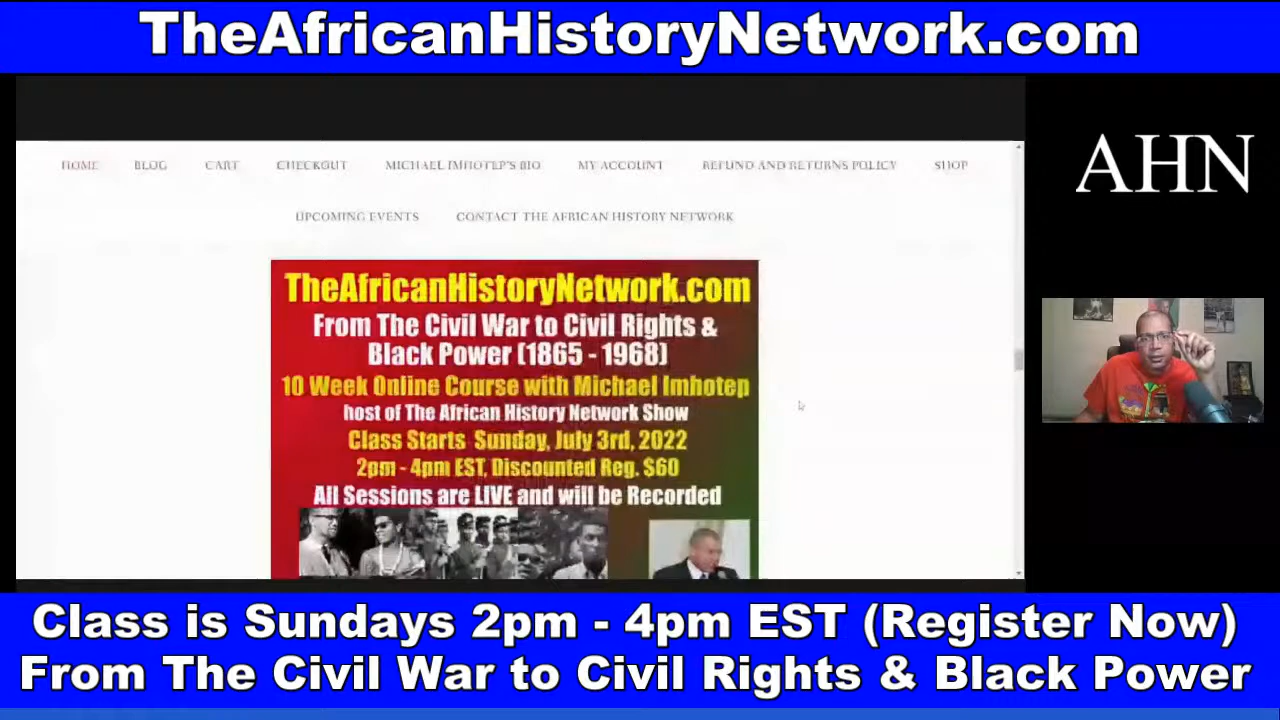 TheAfricanHistoryNetwork.com
AHN
HOME BLOG CART CHECKOUT MICHAEL IMHOTEP'S BIO MY ACCOUNT REFUND AND RETURNS POLICY SHOP
UPCOMING EVENTS CONTACT THE AFRICAN HISTORY NETWORK
TheAfricanHistoryNetwork.com
From The Civil War to Civil Rights &
Black Power (1865 - 1968)
10 Week Online Course with Michael Imhotep
host of The African History Network Show
Class Starts Sunday, July 3rd, 2022
2pm - 4pm EST, Discounted Reg. $60
All Sessions are LIVE and will be Recorded
Class is Sundays 2pm - 4pm EST (Register Now)
From The Civil War to Civil Rights & Black Power